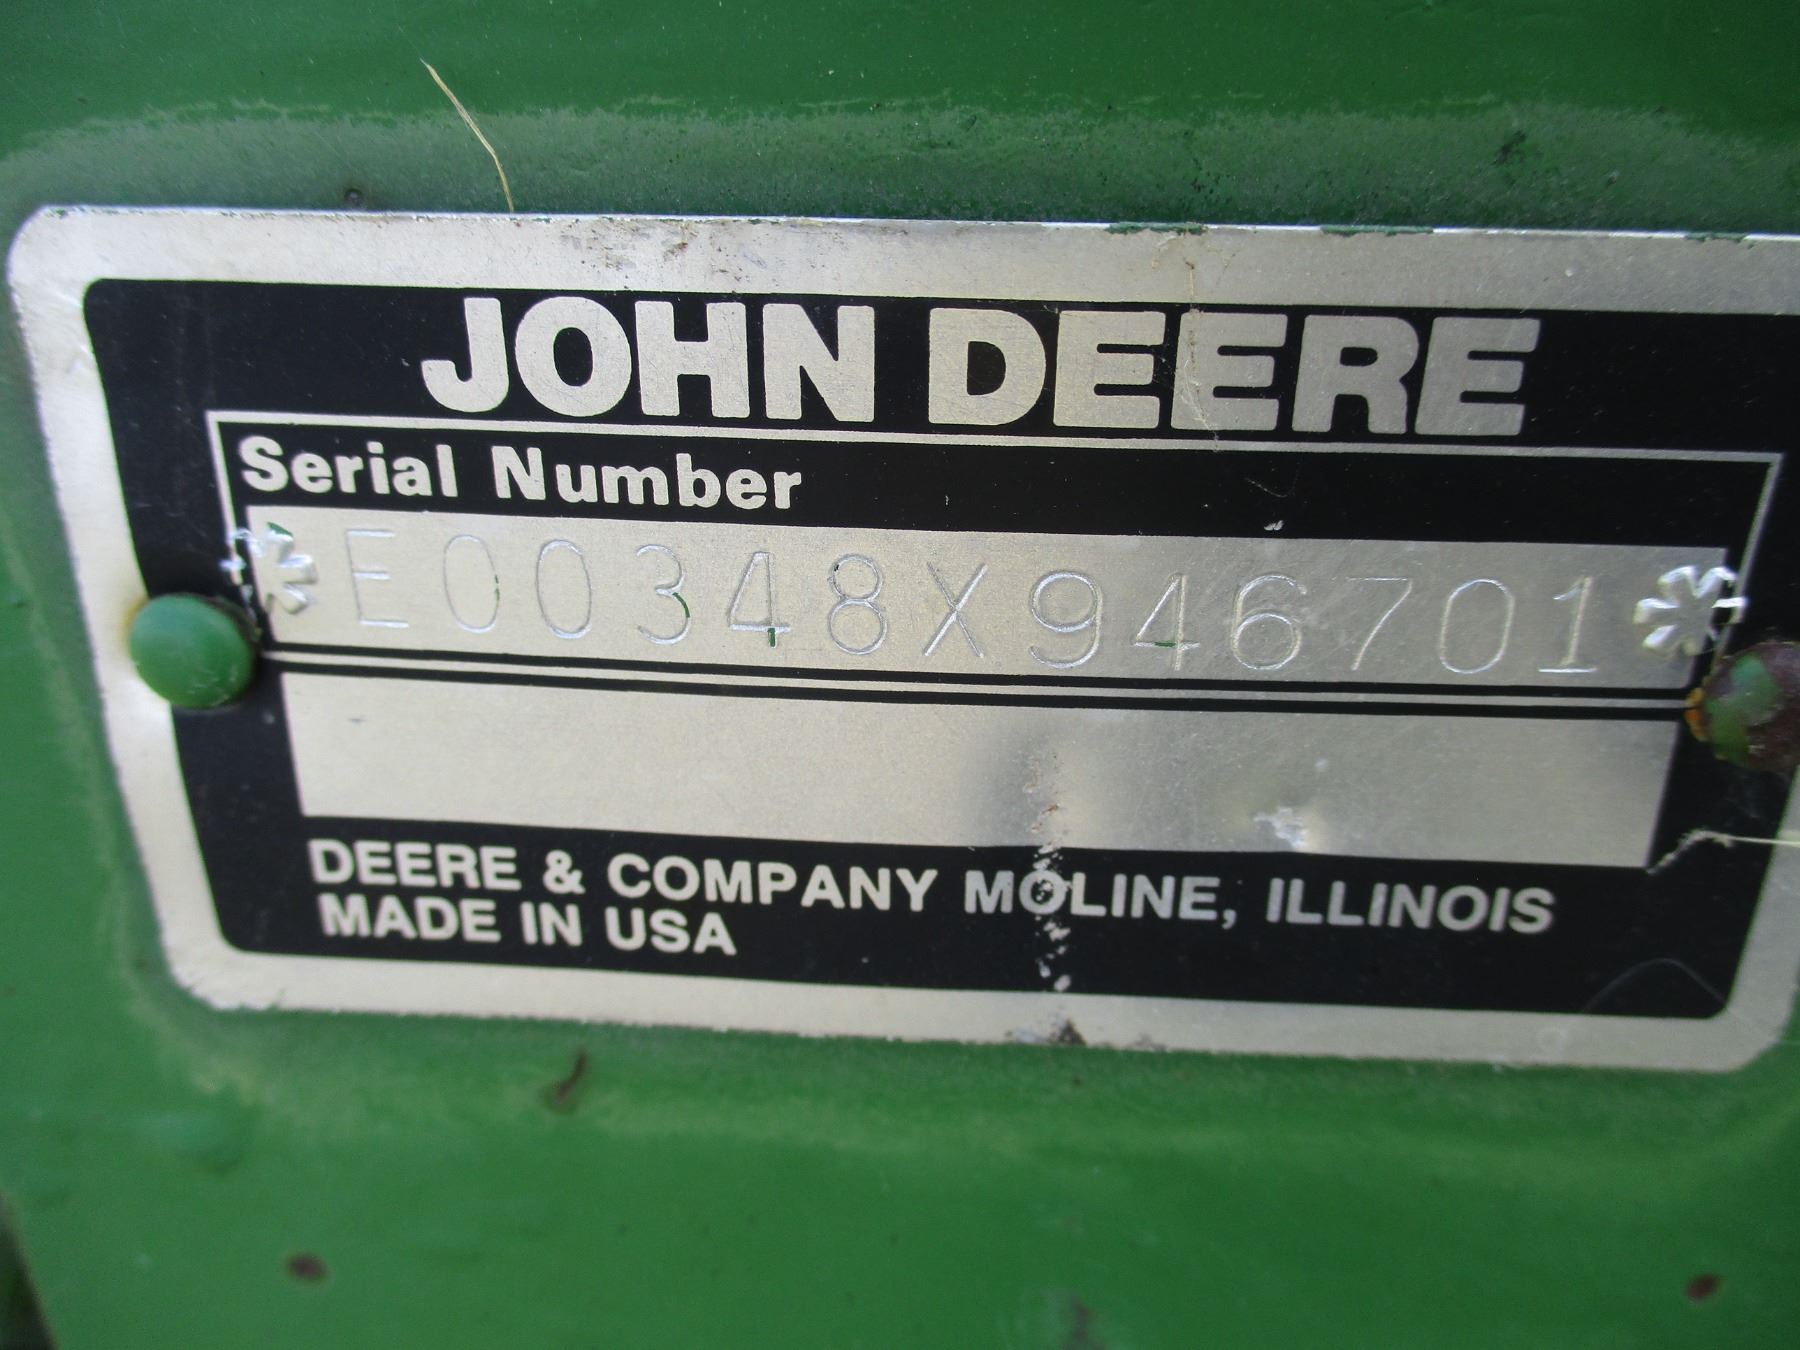 JOHN DEERE
Serial Number
*E00348X946701*
DEERE & COMPANY MOLINE, ILLINOIS
MADE IN USA